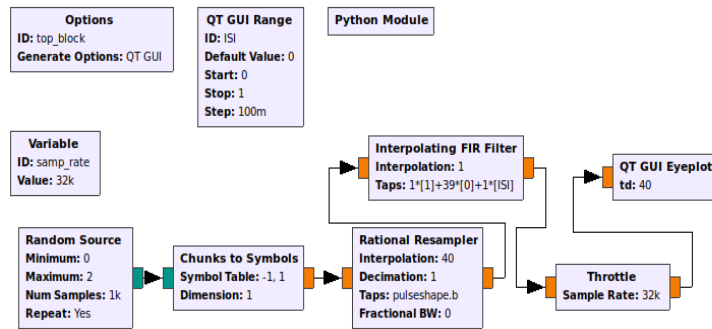 Options
ID: top_block
Generate Options: QT GUI
QT GUI Range
ID: ISI
Default Value: 0
Start: 0
Stop: 1
Step: 100m
Python Module
Variable
ID: samp_rate
Value: 32k
Interpolating FIR Filter
Interpolation: 1
Taps: 1*[1]+39*[0]+1*[ISI]
QT GUI Eyeplot
td: 40
Random Source
Minimum: 0
Maximum: 2
Num Samples: 1k
Repeat: Yes
Chunks to Symbols
Symbol Table: -1, 1
Dimension: 1
Rational Resampler
Interpolation: 40
Decimation: 1
Taps: pulseshape.b
Fractional BW: 0
Throttle
Sample Rate: 32k